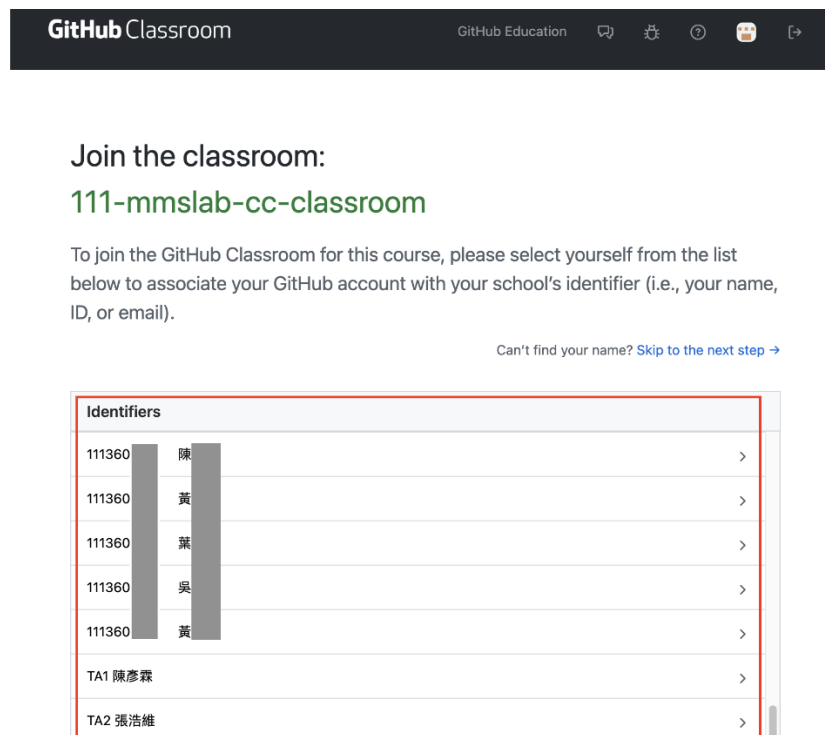 GitHub Classroom GitHub Education
Join the classroom:
111-mmslab-cc-classroom
To join the GitHub Classroom for this course, please select yourself from the list
below to associate your GitHub account with your school’s identifier (i.e., your name,
ID, or email).
Can’t find your name? Skip to the next step →
Identifiers
111360 陳
111360 黃
111360 葉
111360 吳
111360 黃
TA1 陳彥霖
TA2 張浩維